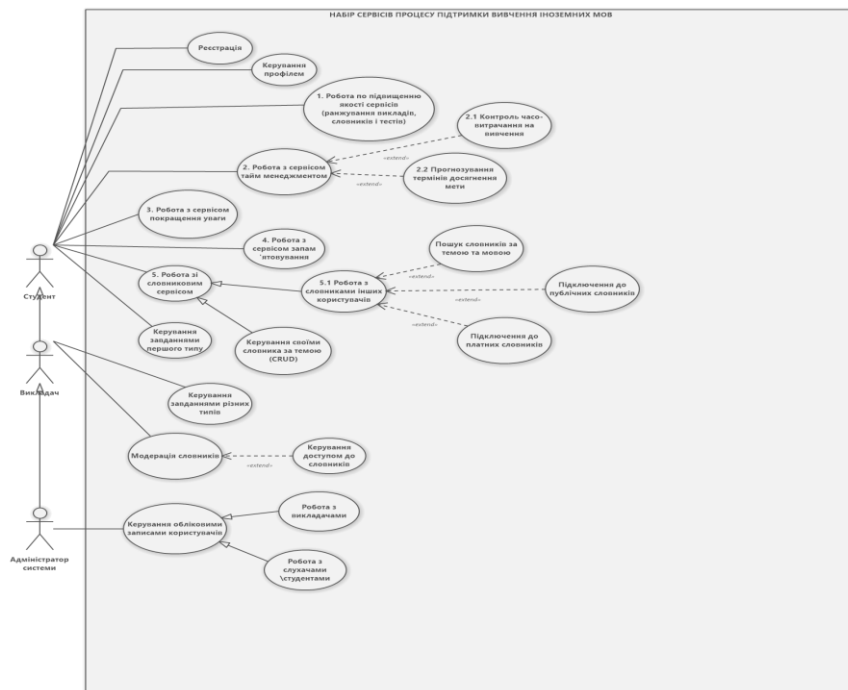 НАБІР СЕРВІСІВ ПРОЦЕСУ ПІДТРИМКИ ВИВЧЕННЯ ІНОЗЕМНИХ МОВ
Реєстрація
Керування
профілем
1. Робота по підвищенню
якості сервісів
(ранжування викладів,
словників і тестів)
2.1 Контроль часо-
витрачання на
вивчення
2. Робота з сервісом
тайм менеджментом
«extend»
2.2 Прогнозування
термінів досягнення
мети
«extend»
3. Робота з сервісом
покращення уваги
4. Робота з
сервісом запам
'ятовування
Пошук словників за
темою та мовою
5. Робота зі
словниковим
сервісом
5.1 Робота з
словниками інших
користувачів
«extend»
Підключення до
публічних словників
«extend»
Студент
«extend»
Підключення до
платних словників
Керування
завданнями
першого типу
Керування своїми
словника за темою
(CRUD)
Викладач
Керування
завданнями різних
типів
Модерація словників
«extend»
Керування
доступом до
словників
Робота з
викладачами
Керування обліковими
записами користувачів
Адміністратор
системи
Робота з
слухачами
\студентами